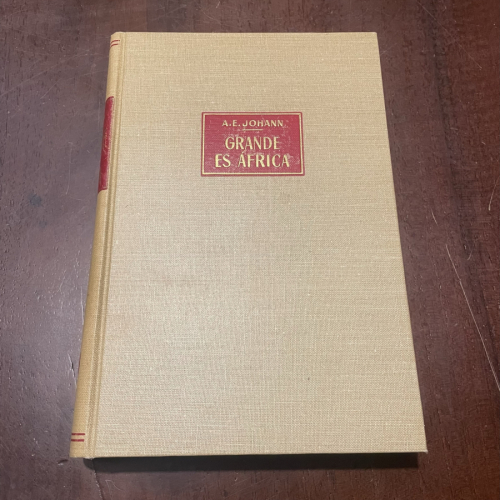 A.E. JOHANN
GRANDE
ES ÁFRICA